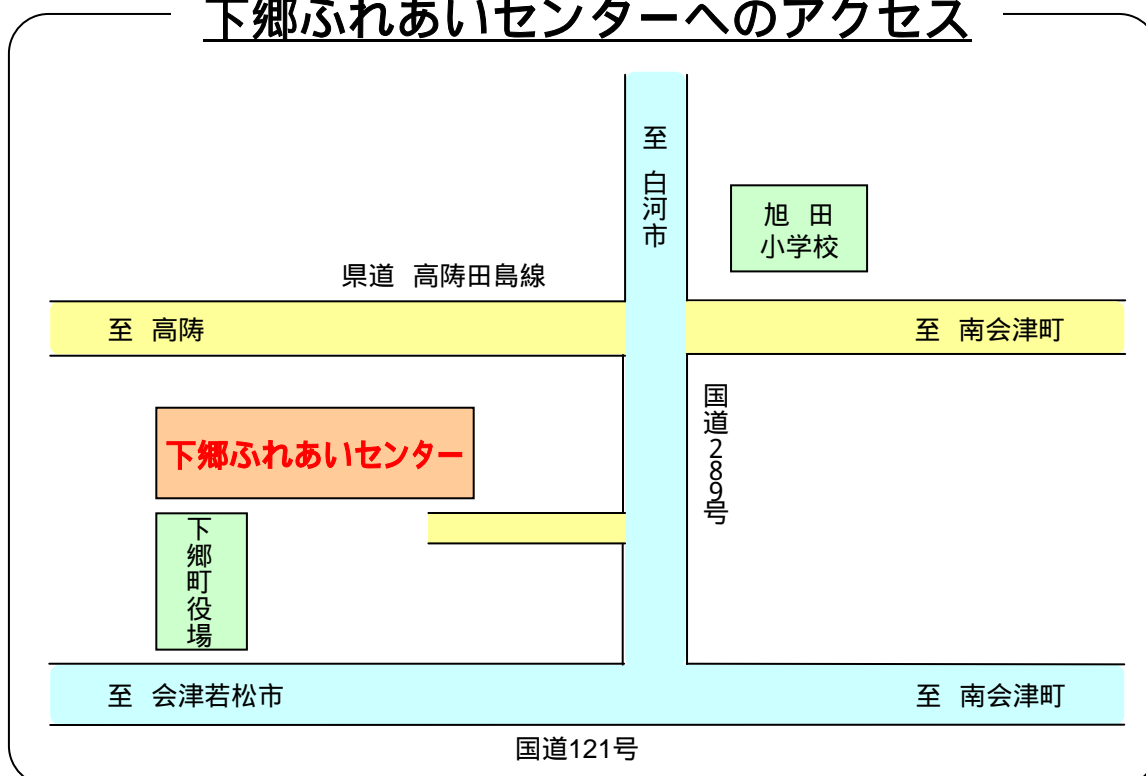 下郷ふれあいセンターへのアクセス
至 白河市
旭 田
小学校
県道 高陦田島線
至 高陦
至 南会津町
国道289号
下郷ふれあいセンター
下郷町役場
至 会津若松市
至 南会津町
国道121号